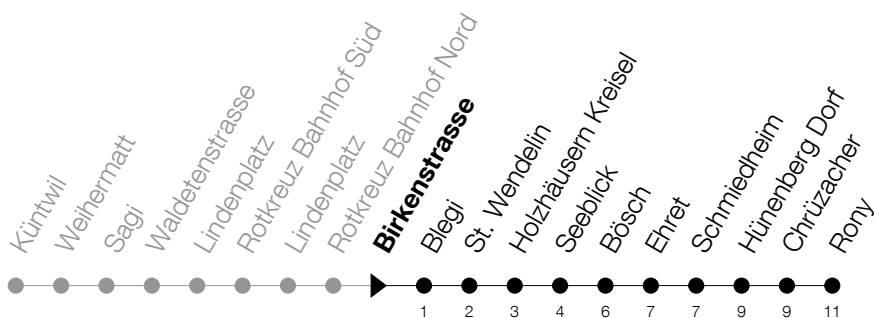 Küntwil
Weihermatt
Sagi
Waldetenstrasse
Lindenplatz
Rotkreuz Bahnhof Süd
Lindenplatz
Rotkreuz Bahnhof Nord
Birkenstrasse
Blegi
St. Wendelin
Holzhäusern Kreisel
Seeblick
Bösch
Ehret
Schmiedheim
Hünenberg Dorf
Chrüzacher
Rony
1 2 3 4 6 7 7 9 9 11